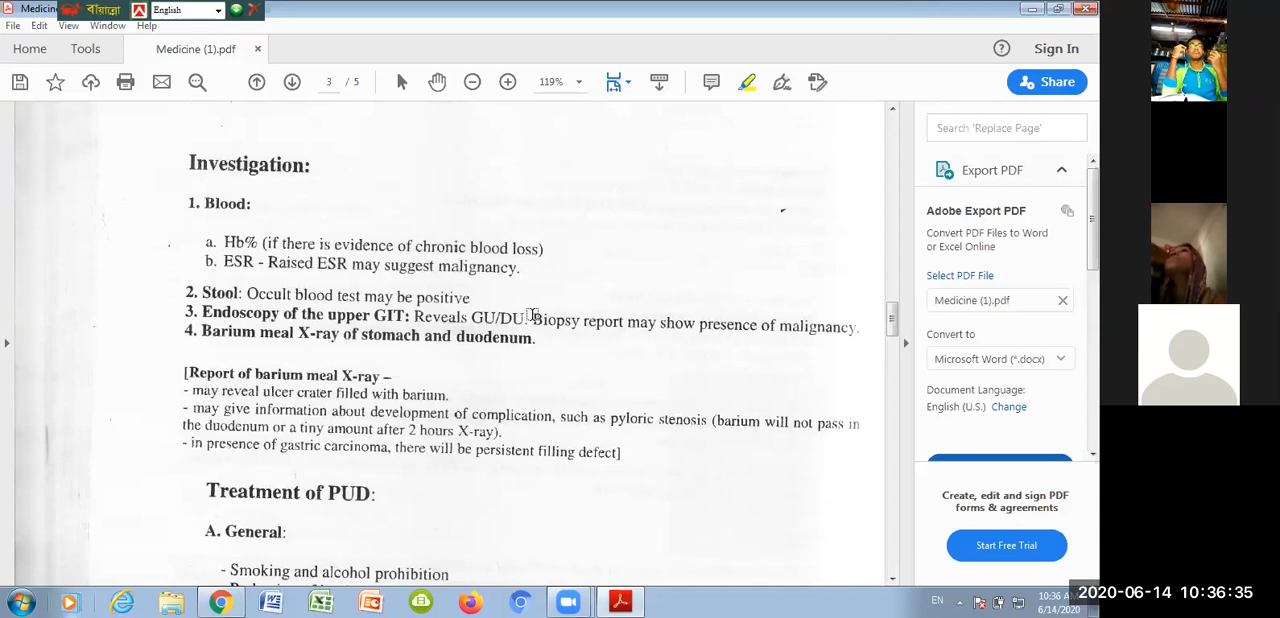 Medicine
বাঁয়ান্নো
English
File Edit View Window Help
Home Tools Medicine (1).pdf × Sign In
3 / 5 119% Share
Investigation:
1. Blood:
a. Hb% (if there is evidence of chronic blood loss)
b. ESR - Raised ESR may suggest malignancy.
2. Stool: Occult blood test may be positive
3. Endoscopy of the upper GIT: Reveals GU/DU. Biopsy report may show presence of malignancy.
4. Barium meal X-ray of stomach and duodenum.
[Report of barium meal X-ray –
- may reveal ulcer crater filled with barium.
- may give information about development of complication, such as pyloric stenosis (barium will not pass in
the duodenum or a tiny amount after 2 hours X-ray).
- in presence of gastric carcinoma, there will be persistent filling defect]
Treatment of PUD:
A. General:
- Smoking and alcohol prohibition
Search 'Replace Page'
Export PDF
Adobe Export PDF
Convert PDF Files to Word
or Excel Online
Select PDF File
Medicine (1).pdf
Convert to
Microsoft Word (*.docx)
Document Language:
English (U.S.) Change
Create, edit and sign PDF
forms & agreements
Start Free Trial
EN
10:36 AM
6/14/2020
2020-06-14 10:36:35